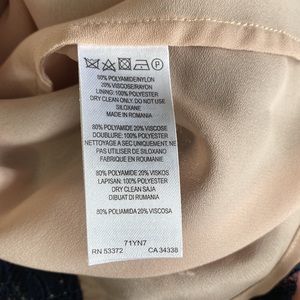 80% POLYAMIDE/NYLON
20% VISCOSE/RAYON
LINING: 100% POLYESTER
DRY CLEAN ONLY. DO NOT USE
SILOXANE
MADE IN ROMANIA
80% POLYAMIDE 20% VISCOSE
DOUBLURE: 100% POLYESTER
NETTOYAGE A SEC UNIQUEMENT. NE
PAS UTILISER DE SILOXANO
FABRIQUE EN ROUMANIE
80% POLYAMIDE 20% VISKOS
LAPISAN: 100% POLYESTER
DRY CLEAN SAJA
DIBUAT DI RUMANIA
80% POLIAMIDA 20% VISCOSE
71YN7
RN 53372 CA 34338